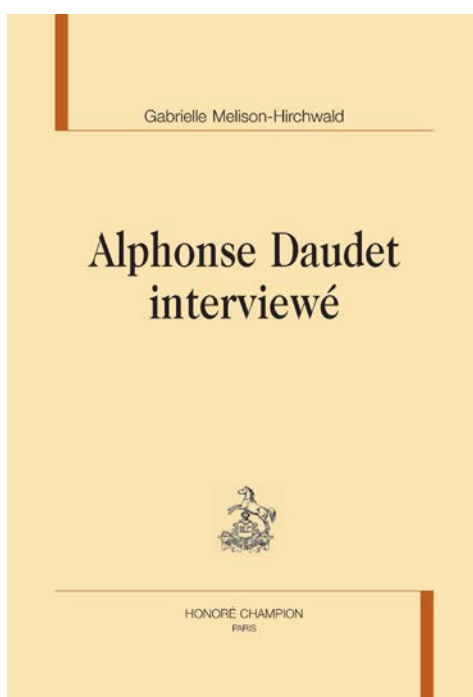 Gabrielle Melison-Hirchwald
Alphonse Daudet
interviewé
HONORÉ CHAMPION
PARIS